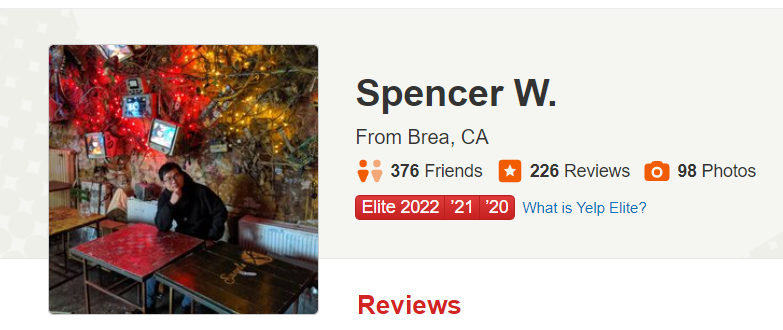 Spencer W.
From Brea, CA
376 Friends 226 Reviews 98 Photos
Elite 2022 '21 '20 What is Yelp Elite?
Reviews